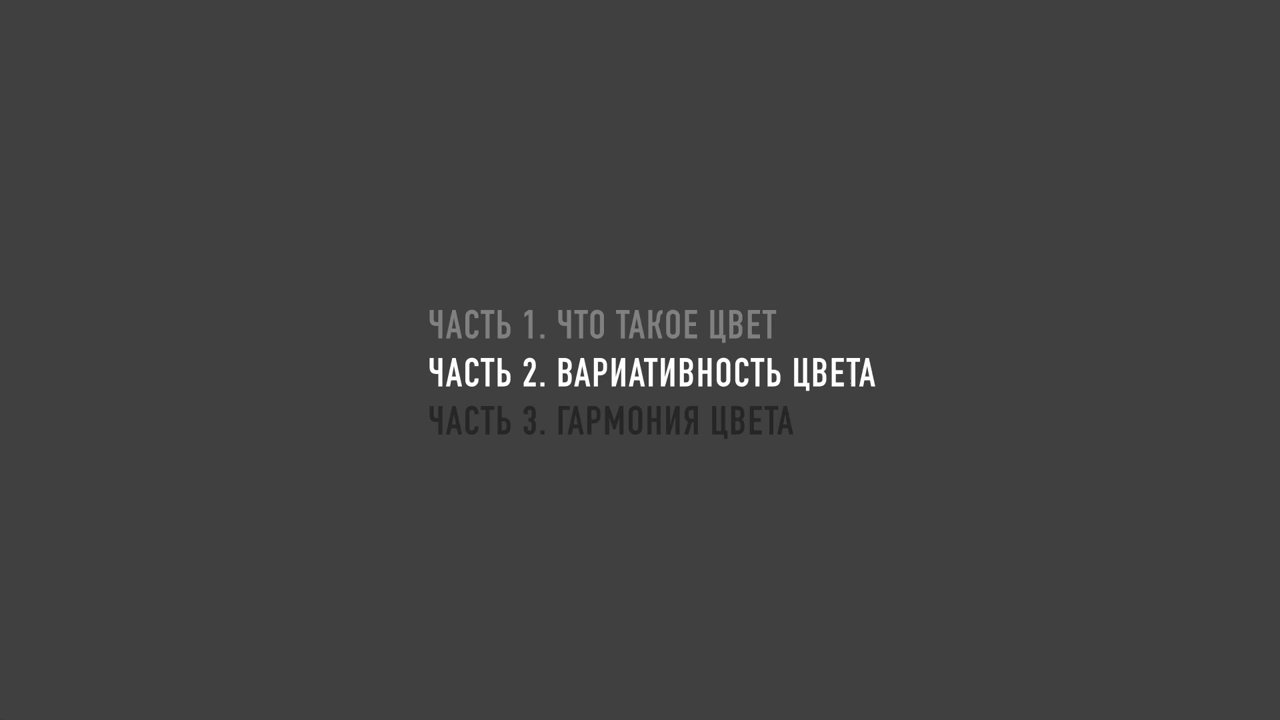 ЧАСТЬ 1. ЧТО ТАКОЕ ЦВЕТ
ЧАСТЬ 2. ВАРИАТИВНОСТЬ ЦВЕТА
ЧАСТЬ 3. ГАРМОНИЯ ЦВЕТА